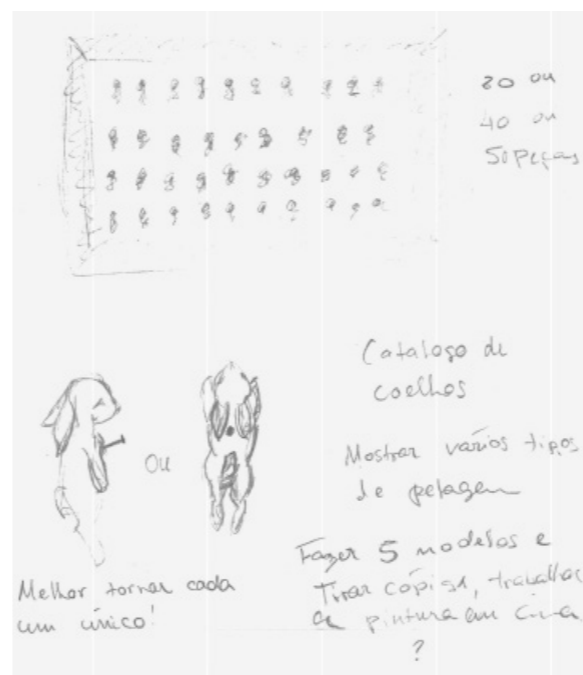 20 ou
40 ou
50 peças
Catalogo de
coelhos
ou
Mostrar varios tipos
de pelagem
Fazer 5 modelos e
Tirar cópias, trabalhar
a pintura em cima
?
Melhor tornar cada
um único!